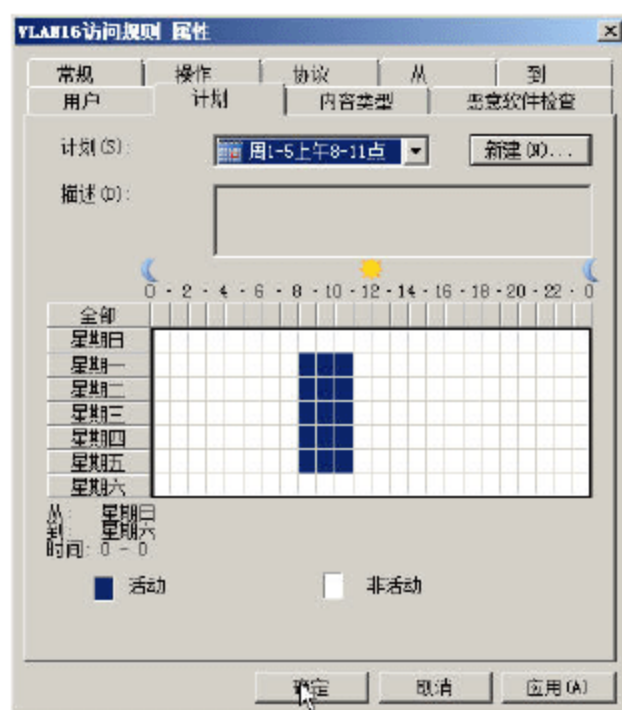 VLAN16访问规则 属性
常规 操作 协议 从 到
用户 计划 内容类型 恶意软件检查
计划(S): 周1-5上午8-11点 新建(W)...
描述(D):
0 · 2 · 4 · 6 · 8 · 10 · 12 · 14 · 16 · 18 · 20 · 22 · 0
全部
星期日
星期一
星期二
星期三
星期四
星期五
星期六
从: 星期日
到: 星期六
时间: 0 - 0
活动 非活动
确定 取消 应用(A)